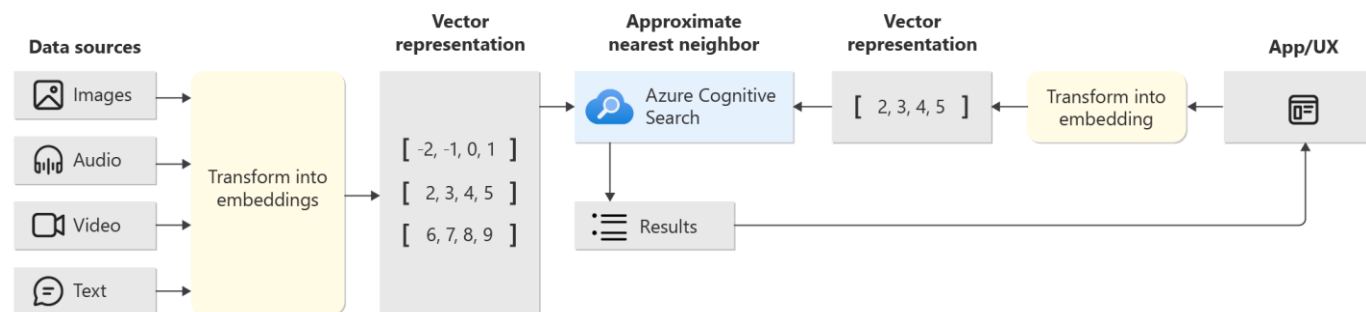 Data sources
Images
Audio
Video
Text
Transform into
embeddings
Vector
representation
[ -2, -1, 0, 1 ]
[ 2, 3, 4, 5 ]
[ 6, 7, 8, 9 ]
Approximate
nearest neighbor
Azure Cognitive
Search
Results
Vector
representation
[ 2, 3, 4, 5 ]
Transform into
embedding
App/UX